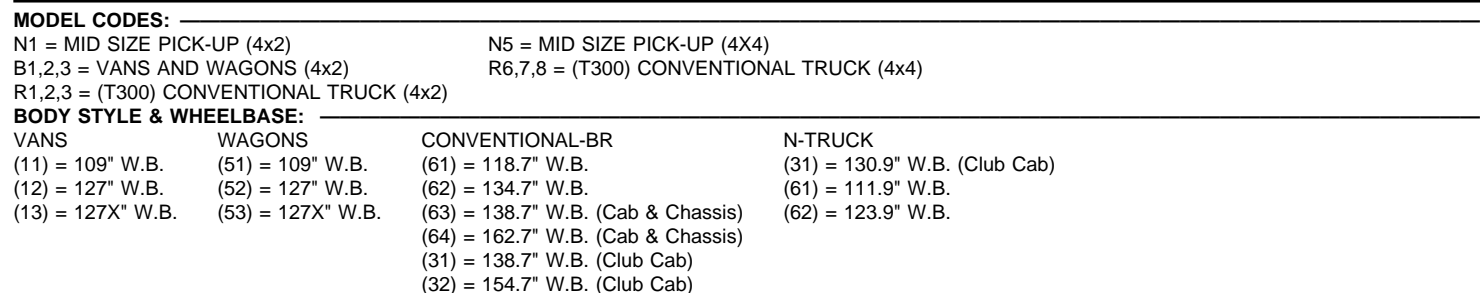 MODEL CODES:
N1 = MID SIZE PICK-UP (4x2) N5 = MID SIZE PICK-UP (4X4)
B1,2,3 = VANS AND WAGONS (4x2) R6,7,8 = (T300) CONVENTIONAL TRUCK (4x4)
R1,2,3 = (T300) CONVENTIONAL TRUCK (4x2)
BODY STYLE & WHEELBASE:
VANS WAGONS CONVENTIONAL-BR N-TRUCK
(11) = 109" W.B. (51) = 109" W.B. (61) = 118.7" W.B. (31) = 130.9" W.B. (Club Cab)
(12) = 127" W.B. (52) = 127" W.B. (62) = 134.7" W.B. (61) = 111.9" W.B.
(13) = 127X" W.B. (53) = 127X" W.B. (63) = 138.7" W.B. (Cab & Chassis) (62) = 123.9" W.B.
(64) = 162.7" W.B. (Cab & Chassis)
(31) = 138.7" W.B. (Club Cab)
(32) = 154.7" W.B. (Club Cab)